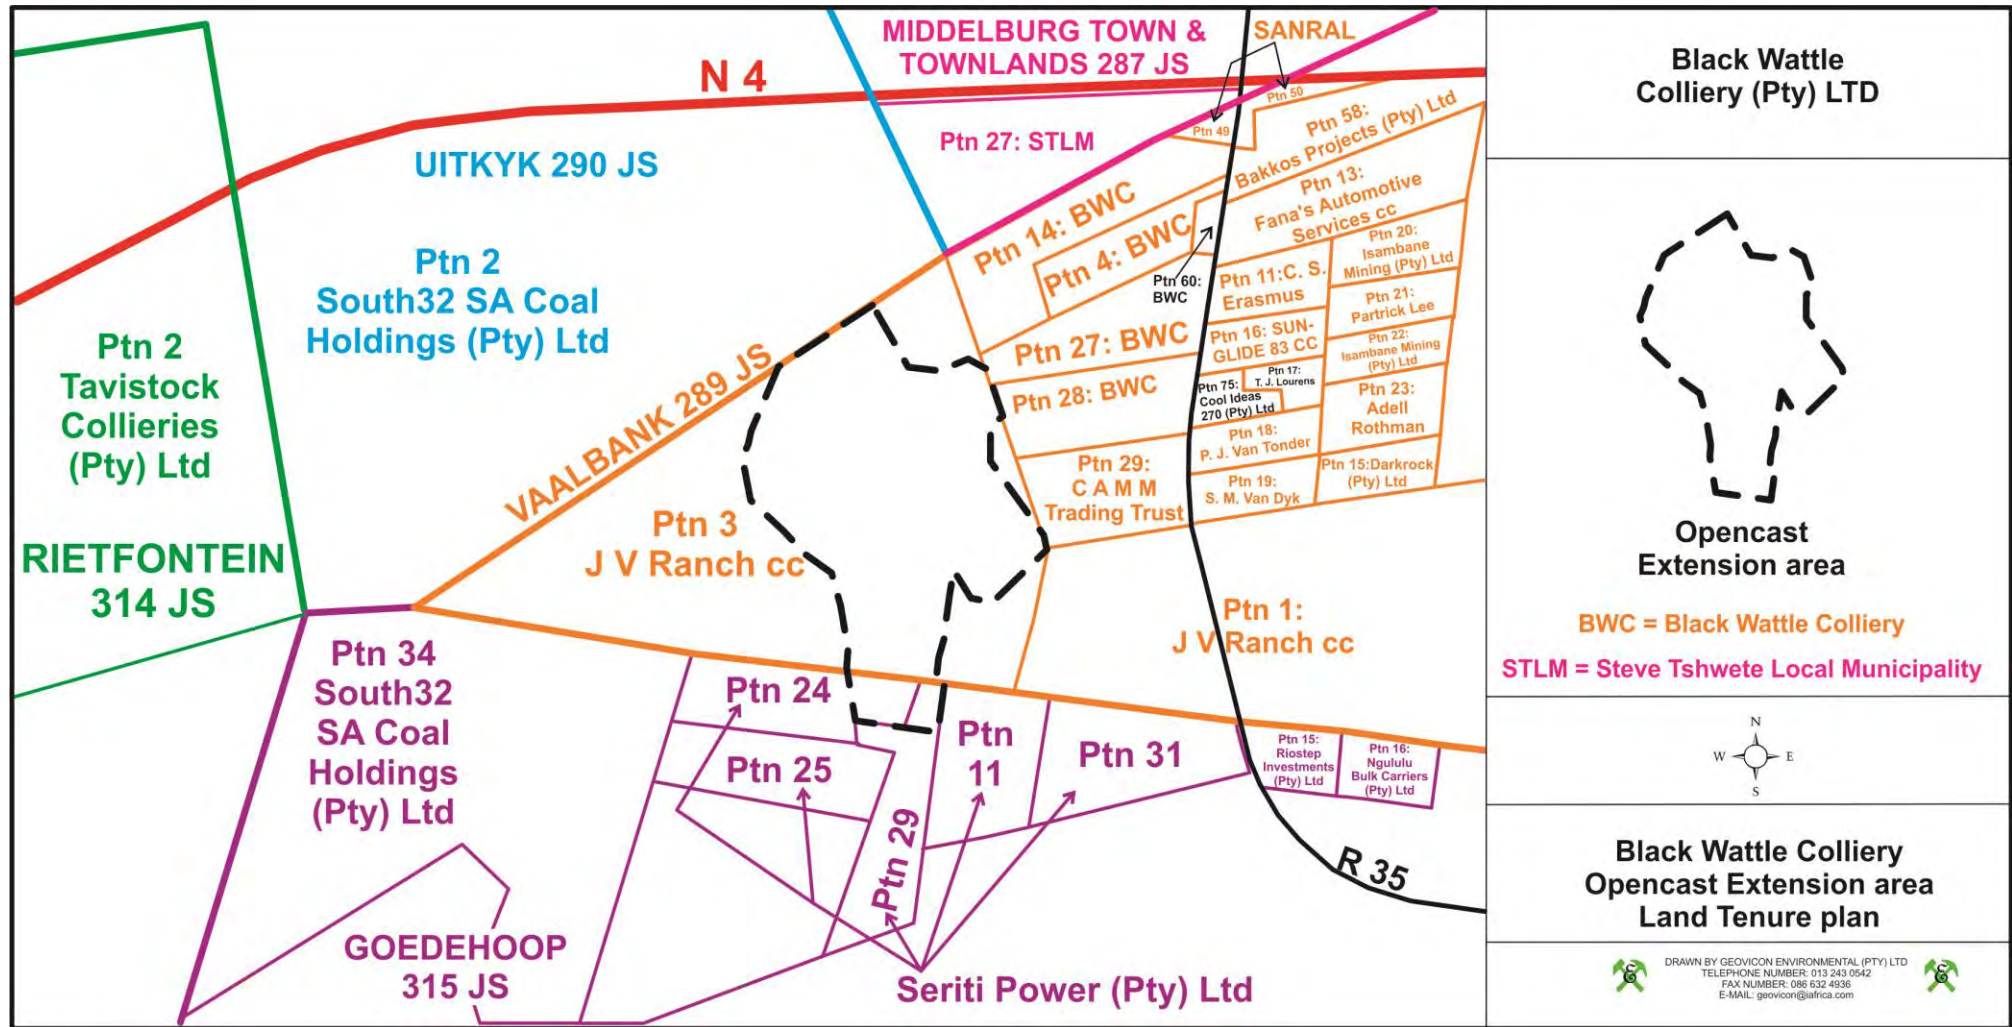 MIDDELBURG TOWN &
TOWNLANDS 287 JS
SANRAL
N 4
Ptn 50
Ptn 49
Ptn 27: STLM
Ptn 58:
Bakkos Projects (Pty) Ltd
UITKYK 290 JS
Ptn 13:
Fana's Automotive
Services cc
Ptn 14: BWC
Ptn 4: BWC
Ptn 60:
BWC
Ptn 20:
Isambane
Mining (Pty) Ltd
Ptn 11:C. S.
Erasmus
Ptn 21:
Partrick Lee
Ptn 2
South32 SA Coal
Holdings (Pty) Ltd
Ptn 2
Tavistock
Collieries
(Pty) Ltd
Ptn 27: BWC
Ptn 16: SUN-
GLIDE 83 CC
Ptn 22:
Isambane Mining
(Pty) Ltd
Ptn 28: BWC
Ptn 17:
T. J. Lourens
Ptn 75:
Cool Ideas
270 (Pty) Ltd
Ptn 23:
Adell
Rothman
VAALBANK 289 JS
Ptn 18:
P. J. Van Tonder
Ptn 29:
C A M M
Trading Trust
Ptn 19:
S. M. Van Dyk
Ptn 15:Darkrock
(Pty) Ltd
Ptn 3
J V Ranch cc
RIETFONTEIN
314 JS
Ptn 1:
J V Ranch cc
Ptn 34
South32
SA Coal
Holdings
(Pty) Ltd
Ptn 24
Ptn 25
Ptn 29
Ptn
11
Ptn 31
Ptn 15:
Riostep
Investments
(Pty) Ltd
Ptn 16:
Ngululu
Bulk Carriers
(Pty) Ltd
R 35
GOEDEHOOP
315 JS
Seriti Power (Pty) Ltd
Black Wattle
Colliery (Pty) LTD
Opencast
Extension area
BWC = Black Wattle Colliery
STLM = Steve Tshwete Local Municipality
N
W E
S
Black Wattle Colliery
Opencast Extension area
Land Tenure plan
DRAWN BY GEOVICON ENVIRONMENTAL (PTY) LTD
TELEPHONE NUMBER: 013 243 0542
FAX NUMBER: 086 632 4936
E-MAIL: geovicon@iafrica.com